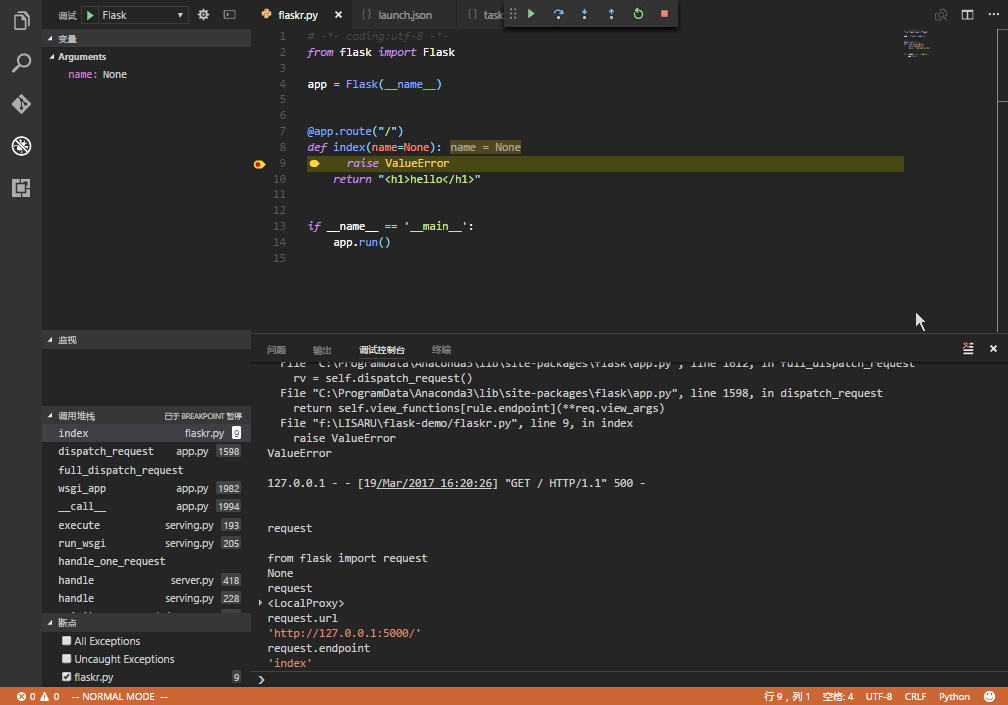 调试 Flask
flaskr.py
launch.json
task
变量
Arguments
name: None
监视
调用堆栈 已于 BREAKPOINT 暂停
index flaskr.py 9
dispatch_request app.py 1598
full_dispatch_request
wsgi_app app.py 1982
__call__ app.py 1994
execute serving.py 193
run_wsgi serving.py 205
handle_one_request
handle server.py 418
handle serving.py 228
断点
All Exceptions
Uncaught Exceptions
flaskr.py 9
1 # -*- coding:utf-8 -*-
2 from flask import Flask
3
4 app = Flask(__name__)
5
6
7 @app.route("/")
8 def index(name=None): name = None
9 raise ValueError
10 return "<h1>hello</h1>"
11
12
13 if __name__ == '__main__':
14 app.run()
15
问题 输出 调试控制台 终端
File "C:\ProgramData\Anaconda3\lib\site-packages\flask\app.py", line 1612, in full_dispatch_request
rv = self.dispatch_request()
File "C:\ProgramData\Anaconda3\lib\site-packages\flask\app.py", line 1598, in dispatch_request
return self.view_functions[rule.endpoint](**req.view_args)
File "f:\LISARU\flask-demo/flaskr.py", line 9, in index
raise ValueError
ValueError
127.0.0.1 - - [19/Mar/2017 16:20:26] "GET / HTTP/1.1" 500 -
request
from flask import request
None
request
<LocalProxy>
request.url
'http://127.0.0.1:5000/'
request.endpoint
'index'
0 0 -- NORMAL MODE --
行 9，列 1 空格: 4 UTF-8 CRLF Python